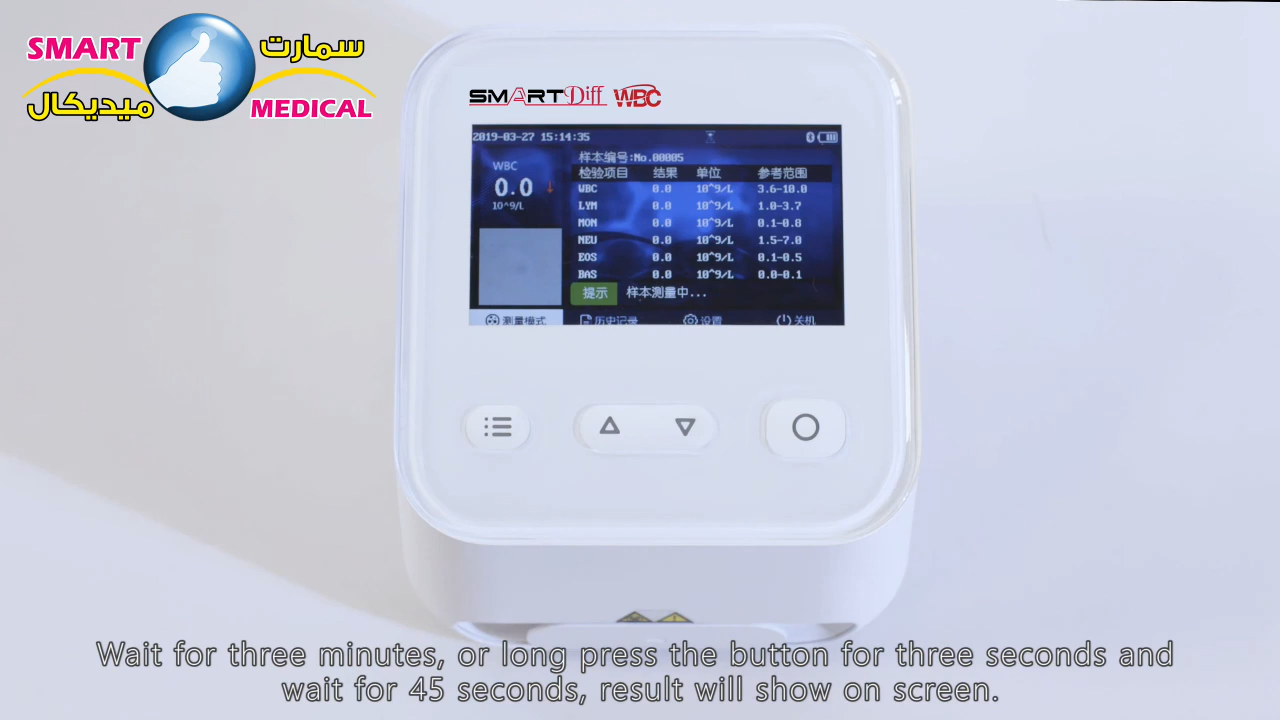 SMART سمارت
ميديكال MEDICAL
SMARTDiff WBC
2019-03-27 15:14:35
WBC
0.0 ↓
10^9/L
样本编号:No.00005
检验项目 结果 单位 参考范围
WBC 0.0 10^9/L 3.6-10.0
LYM 0.0 10^9/L 1.0-3.7
MON 0.0 10^9/L 0.1-0.8
NEU 0.0 10^9/L 1.5-7.0
EOS 0.0 10^9/L 0.1-0.5
BAS 0.0 10^9/L 0.0-0.1
提示 样本测量中...
测量模式 历史记录 设置 关机
Wait for three minutes, or long press the button for three seconds and
wait for 45 seconds, result will show on screen.